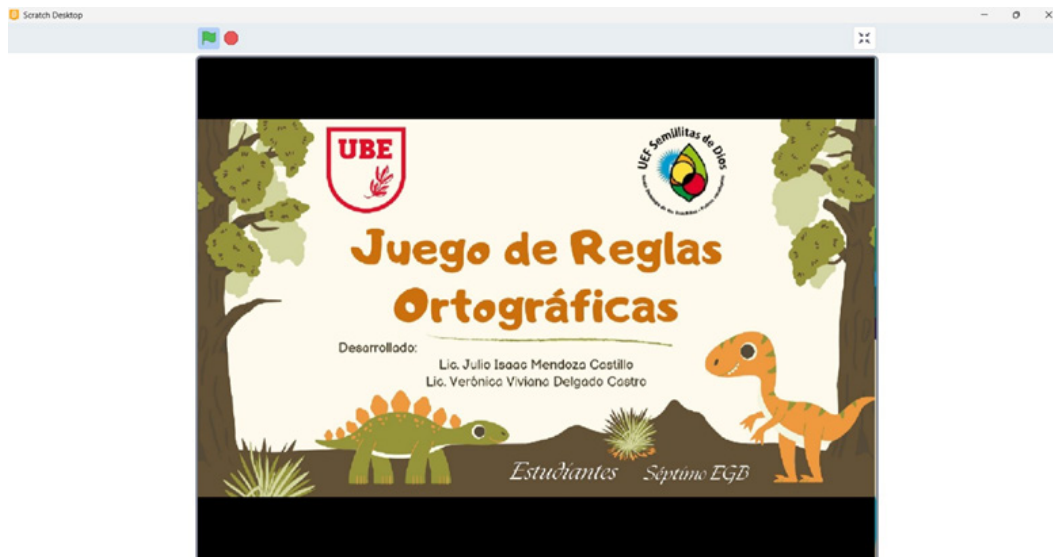 Scratch Desktop
UBE
UEF Semillitas de Dios
Juego de Reglas
Ortográficas
Desarrollado:
Lic. Julio Isaac Mendoza Castillo
Lic. Verónica Viviana Delgado Castro
Estudiantes Séptimo EGB